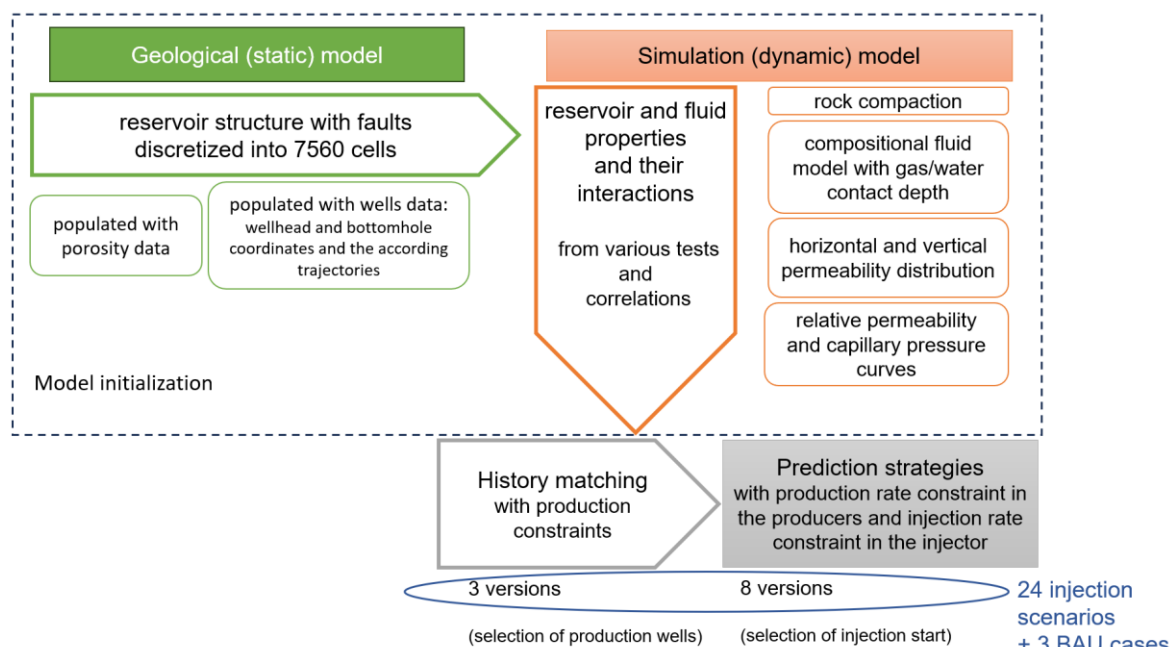 Geological (static) model
Simulation (dynamic) model
reservoir structure with faults
discretized into 7560 cells
populated with
porosity data
populated with wells data:
wellhead and bottomhole
coordinates and the according
trajectories
reservoir and fluid
properties
and their
interactions
from various tests
and
correlations
rock compaction
compositional fluid
model with gas/water
contact depth
horizontal and vertical
permeability distribution
relative permeability
and capillary pressure
curves
Model initialization
History matching
with production
constraints
Prediction strategies
with production rate constraint in
the producers and injection rate
constraint in the injector
3 versions
8 versions
(selection of production wells)
(selection of injection start)
24 injection
scenarios
+ 3 BAU cases